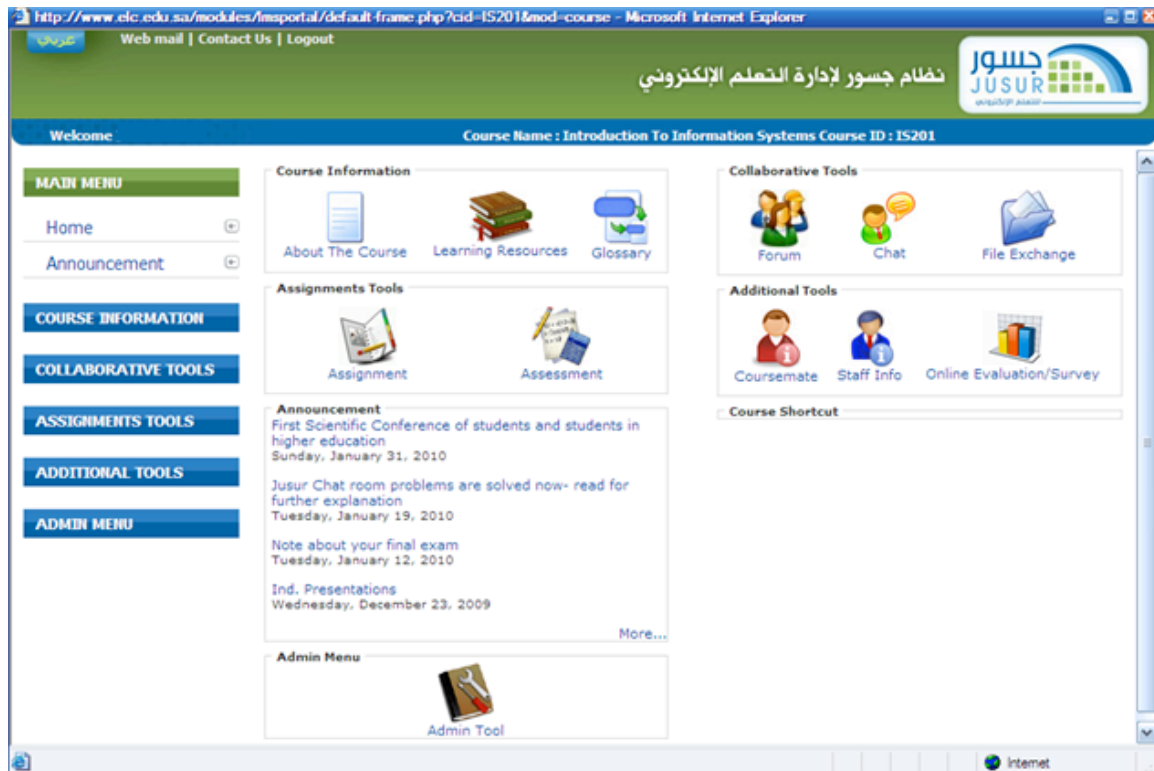 http://www.elc.edu.sa/modules/lmsportal/default-frame.php?cid=IS201&mod=course - Microsoft Internet Explorer
عربي
Web mail | Contact Us | Logout
نظام جسور لإدارة التعلم الإلكتروني
جسور
JUSUR
للتعلم الإلكتروني
Welcome
Course Name : Introduction To Information Systems Course ID : IS201
MAIN MENU
Home
Announcement
COURSE INFORMATION
COLLABORATIVE TOOLS
ASSIGNMENTS TOOLS
ADDITIONAL TOOLS
ADMIN MENU
Course Information
About The Course
Learning Resources
Glossary
Assignments Tools
Assignment
Assessment
Announcement
First Scientific Conference of students and students in
higher education
Sunday, January 31, 2010
Jusur Chat room problems are solved now- read for
further explanation
Tuesday, January 19, 2010
Note about your final exam
Tuesday, January 12, 2010
Ind. Presentations
Wednesday, December 23, 2009
More...
Admin Menu
Admin Tool
Collaborative Tools
Forum
Chat
File Exchange
Additional Tools
Coursemate
Staff Info
Online Evaluation/Survey
Course Shortcut
Internet